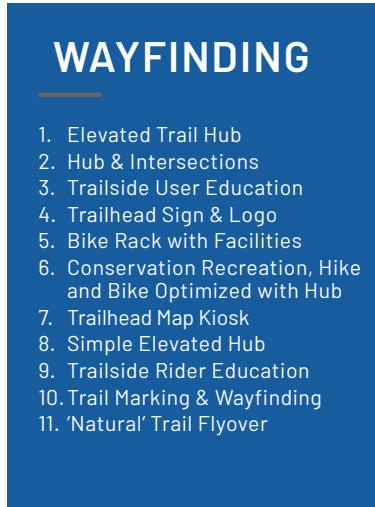 WAYFINDING
1. Elevated Trail Hub
2. Hub & Intersections
3. Trailside User Education
4. Trailhead Sign & Logo
5. Bike Rack with Facilities
6. Conservation Recreation, Hike
and Bike Optimized with Hub
7. Trailhead Map Kiosk
8. Simple Elevated Hub
9. Trailside Rider Education
10. Trail Marking & Wayfinding
11. ‘Natural’ Trail Flyover